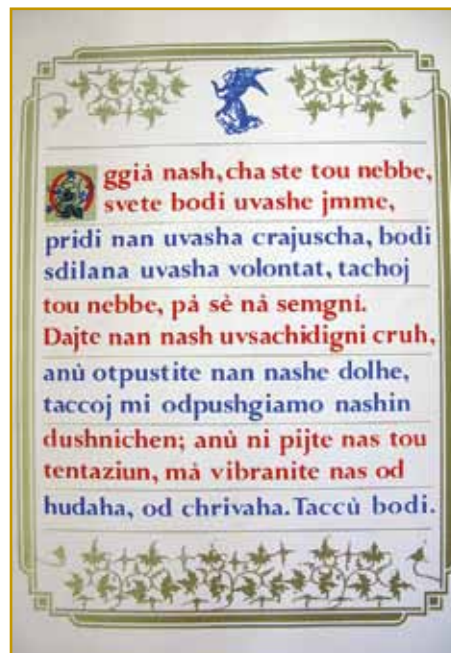 Oggiá nash, cha ste tou nebbe,
svete bodi uvashe jmme,
pridi nan uvasha crajuscha, bodi
sdilana uvasha volontat, tachoj
tou nebbe, pá sè ná semgni.
Dajte nan nash uvsachidigni cruh,
anù otpustite nan nashe dolhe,
taccoj mi odpushgiamo nashin
dushnichen; anù ni pijte nas tou
tentaziun, má vibranite nas od
hudaha, od chrivaha. Taccù bodi.